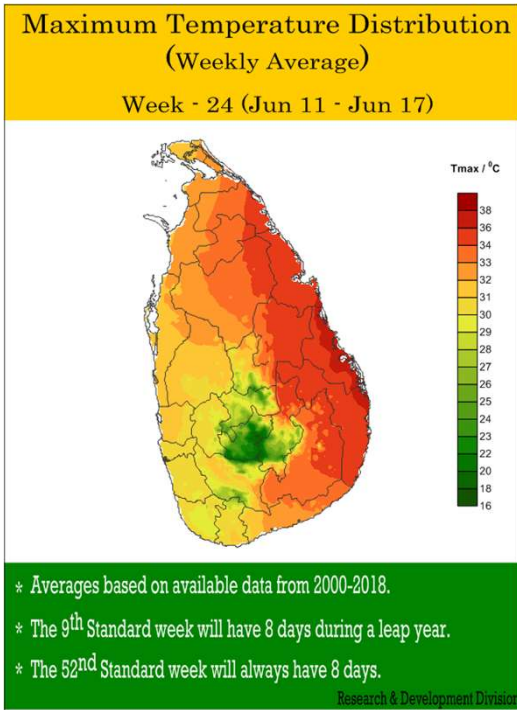 Maximum Temperature Distribution
(Weekly Average)
Week - 24 (Jun 11 - Jun 17)
Tmax / ⁰C
38
36
34
33
32
31
30
29
28
27
26
25
24
23
22
20
18
16
* Averages based on available data from 2000-2018.
* The 9th Standard week will have 8 days during a leap year.
* The 52nd Standard week will always have 8 days.
Research & Development Division